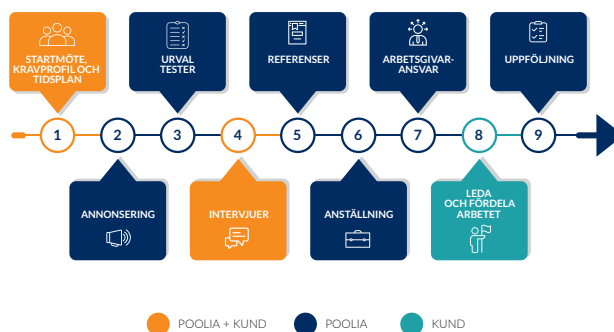 STARTMÖTE,
KRAVPROFIL OCH
TIDSPLAN
URVAL
TESTER
REFERENSER
ARBETSGIVAR-
ANSVAR
UPPFÖLJNING
1
2
3
4
5
6
7
8
9
ANNONSERING
INTERVJUER
ANSTÄLLNING
LEDA
OCH FÖRDELA
ARBETET
POOLIA + KUND
POOLIA
KUND